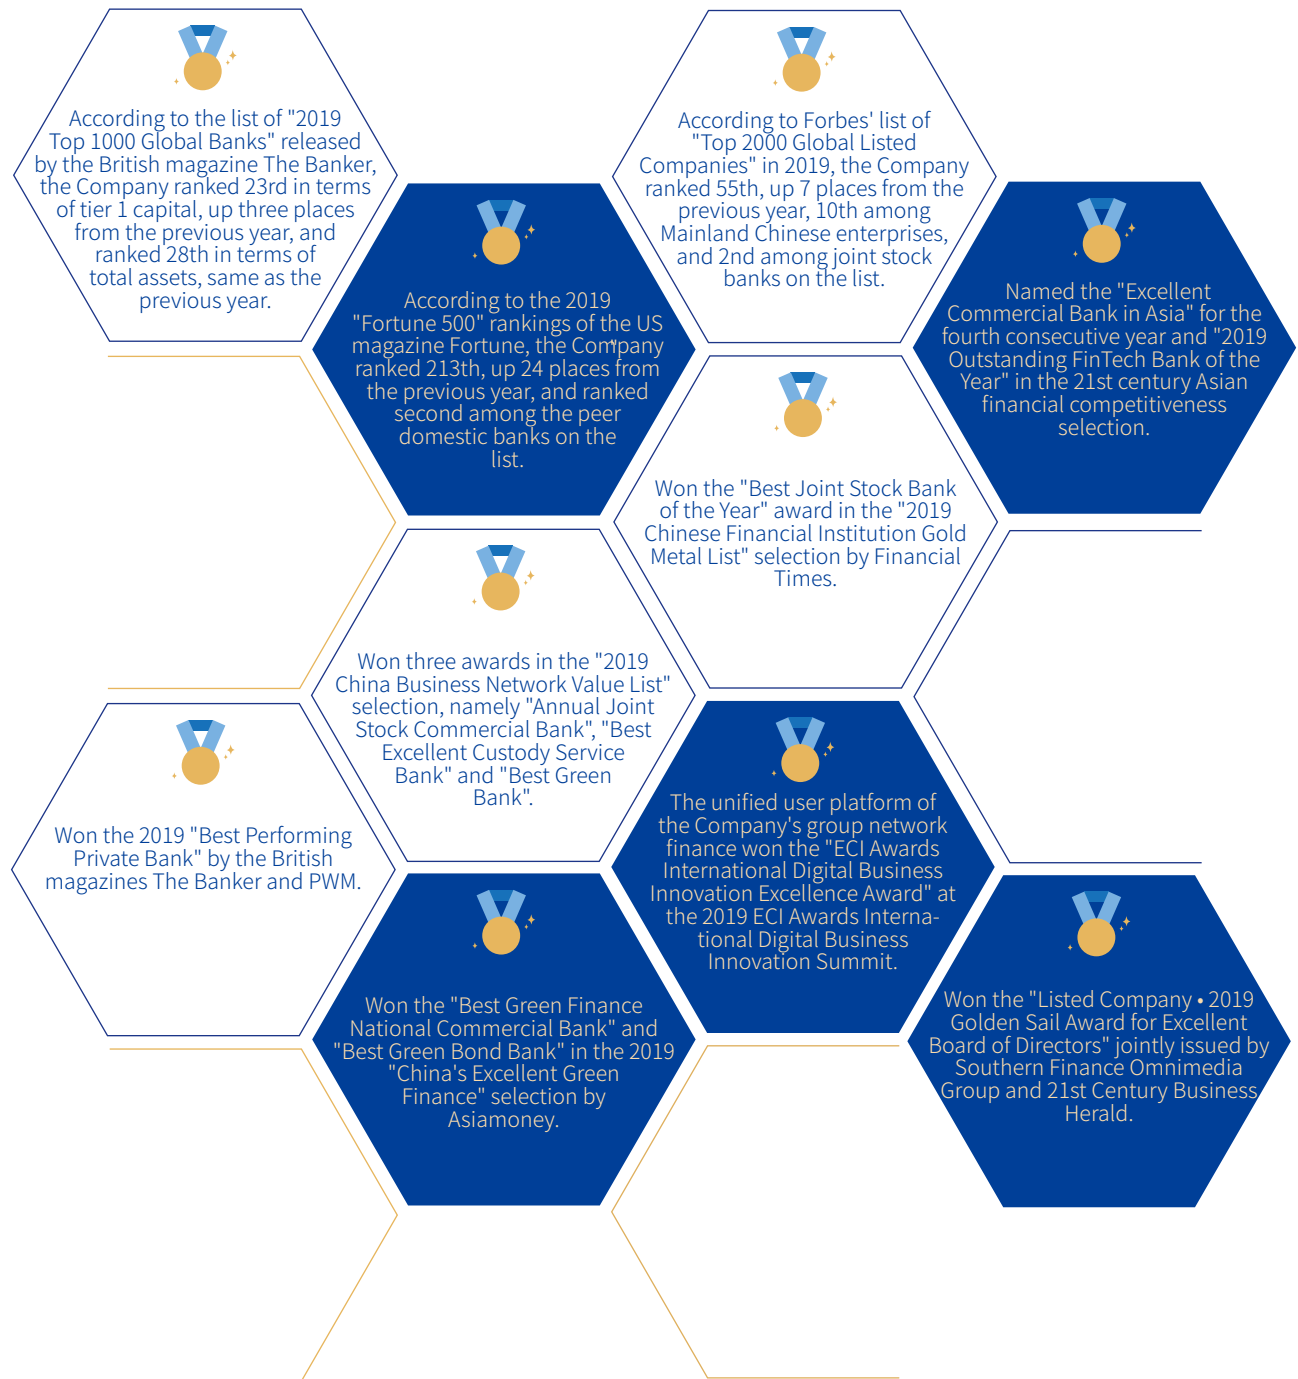 According to the list of "2019
Top 1000 Global Banks" released
by the British magazine The Banker,
the Company ranked 23rd in terms
of tier 1 capital, up three places
from the previous year, and
ranked 28th in terms of
total assets, same as the
previous year.
According to Forbes' list of
"Top 2000 Global Listed
Companies" in 2019, the Company
ranked 55th, up 7 places from the
previous year, 10th among
Mainland Chinese enterprises,
and 2nd among joint stock
banks on the list.
According to the 2019
"Fortune 500" rankings of the US
magazine Fortune, the Company
ranked 213th, up 24 places from
the previous year, and ranked
second among the peer
domestic banks on the
list.
Named the "Excellent
Commercial Bank in Asia" for the
fourth consecutive year and "2019
Outstanding FinTech Bank of the
Year" in the 21st century Asian
financial competitiveness
selection.
Won the "Best Joint Stock Bank
of the Year" award in the "2019
Chinese Financial Institution Gold
Metal List" selection by Financial
Times.
Won three awards in the "2019
China Business Network Value List"
selection, namely "Annual Joint
Stock Commercial Bank", "Best
Excellent Custody Service
Bank" and "Best Green
Bank".
Won the 2019 "Best Performing
Private Bank" by the British
magazines The Banker and PWM.
The unified user platform of
the Company's group network
finance won the "ECI Awards
International Digital Business
Innovation Excellence Award" at
the 2019 ECI Awards Interna-
tional Digital Business
Innovation Summit.
Won the "Best Green Finance
National Commercial Bank" and
"Best Green Bond Bank" in the 2019
"China's Excellent Green
Finance" selection by
Asiamoney.
Won the "Listed Company • 2019
Golden Sail Award for Excellent
Board of Directors" jointly issued by
Southern Finance Omnimedia
Group and 21st Century Business
Herald.